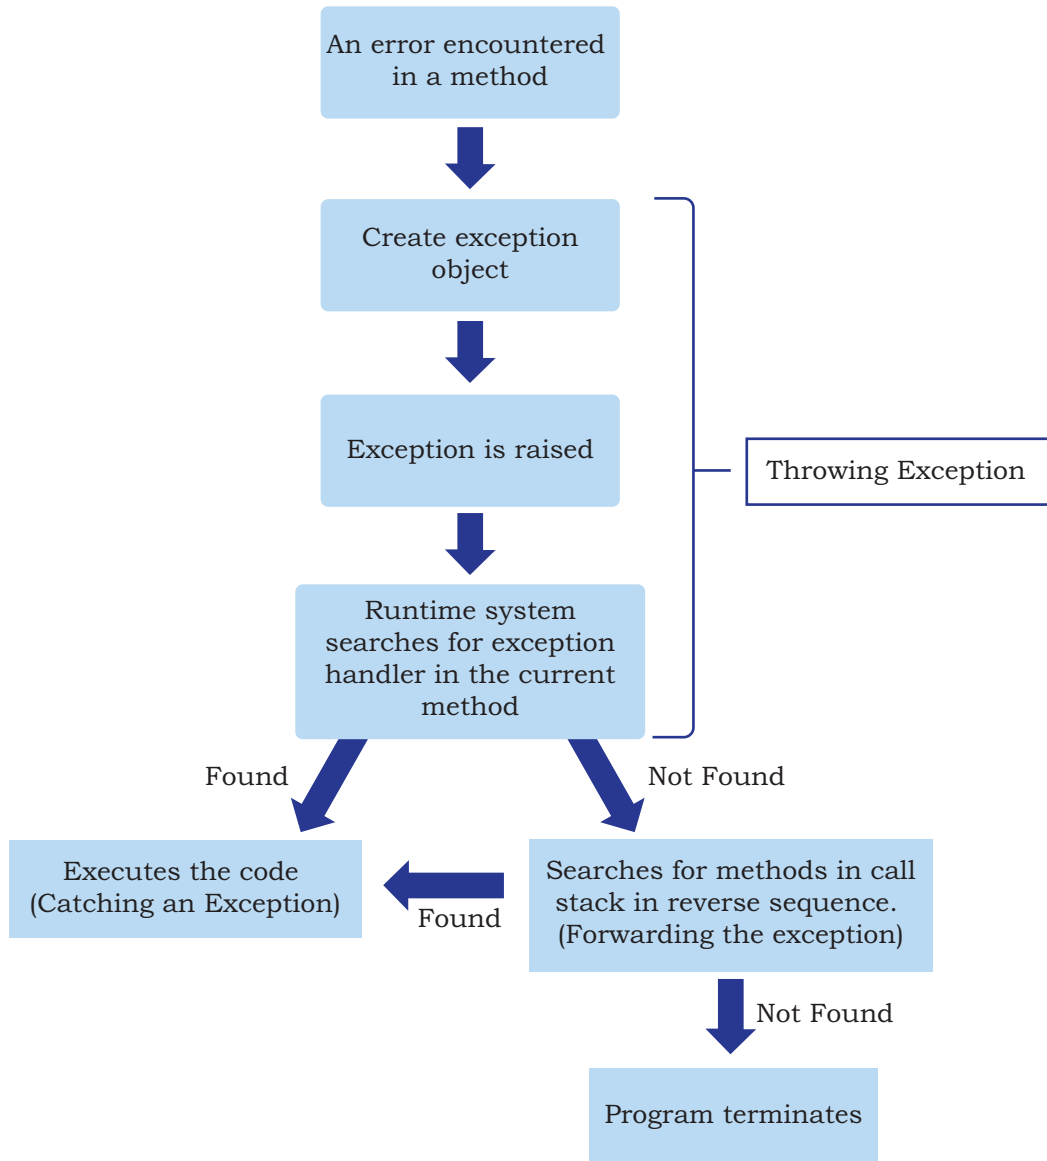 An error encountered
in a method
Create exception
object
Exception is raised
Throwing Exception
Runtime system
searches for exception
handler in the current
method
Found
Not Found
Executes the code
(Catching an Exception)
Found
Searches for methods in call
stack in reverse sequence.
(Forwarding the exception)
Not Found
Program terminates